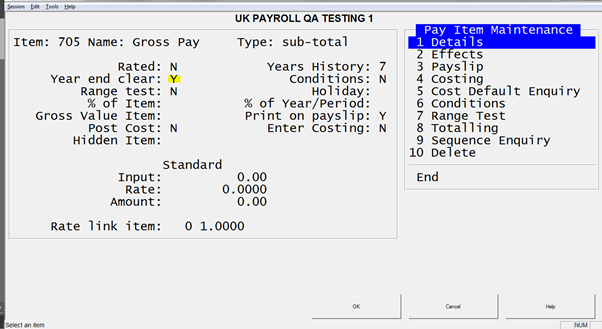 Session Edit Tools Help
UK PAYROLL QA TESTING 1
Item: 705 Name: Gross Pay Type: sub-total
Rated: N Years History: 7
Year end clear: Y Conditions: N
Range test: N Holiday:
% of Item: % of Year/Period:
Gross Value Item: Print on payslip: Y
Post Cost: N Enter Costing: N
Hidden Item:
Standard
Input: 0.00
Rate: 0.0000
Amount: 0.00
Rate link item: 0 1.0000
Pay Item Maintenance
1 Details
2 Effects
3 Payslip
4 Costing
5 Cost Default Enquiry
6 Conditions
7 Range Test
8 Totalling
9 Sequence Enquiry
10 Delete
End
OK Cancel Help
Select an item NUM